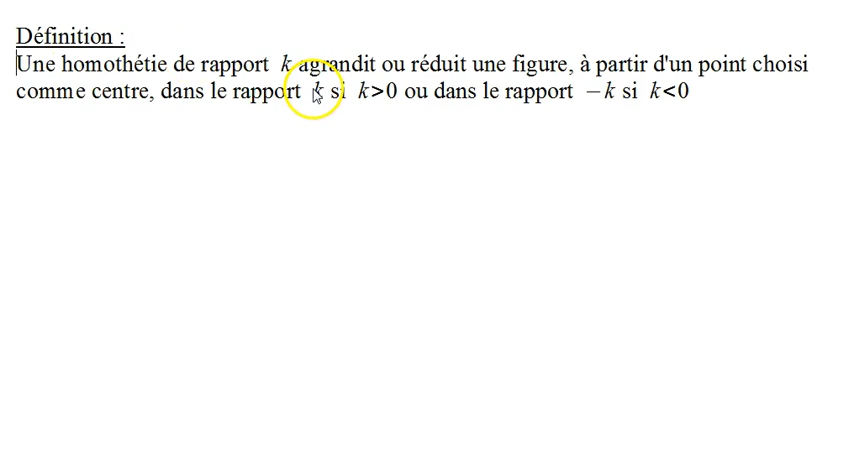 Définition :
Une homothétie de rapport k agrandit ou réduit une figure, à partir d'un point choisi
comme centre, dans le rapport k si k>0 ou dans le rapport −k si k<0